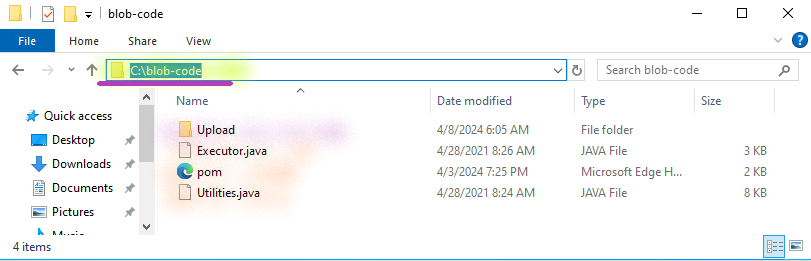 blob-code
File Home Share View
C:\blob-code Search blob-code
Name Date modified Type Size
Quick access
Desktop
Downloads
Documents
Pictures
Music
Upload 4/8/2024 6:05 AM File folder
Executor.java 4/28/2021 8:26 AM JAVA File 3 KB
pom 4/3/2024 7:25 PM Microsoft Edge H... 2 KB
Utilities.java 4/28/2021 8:24 AM JAVA File 8 KB
4 items